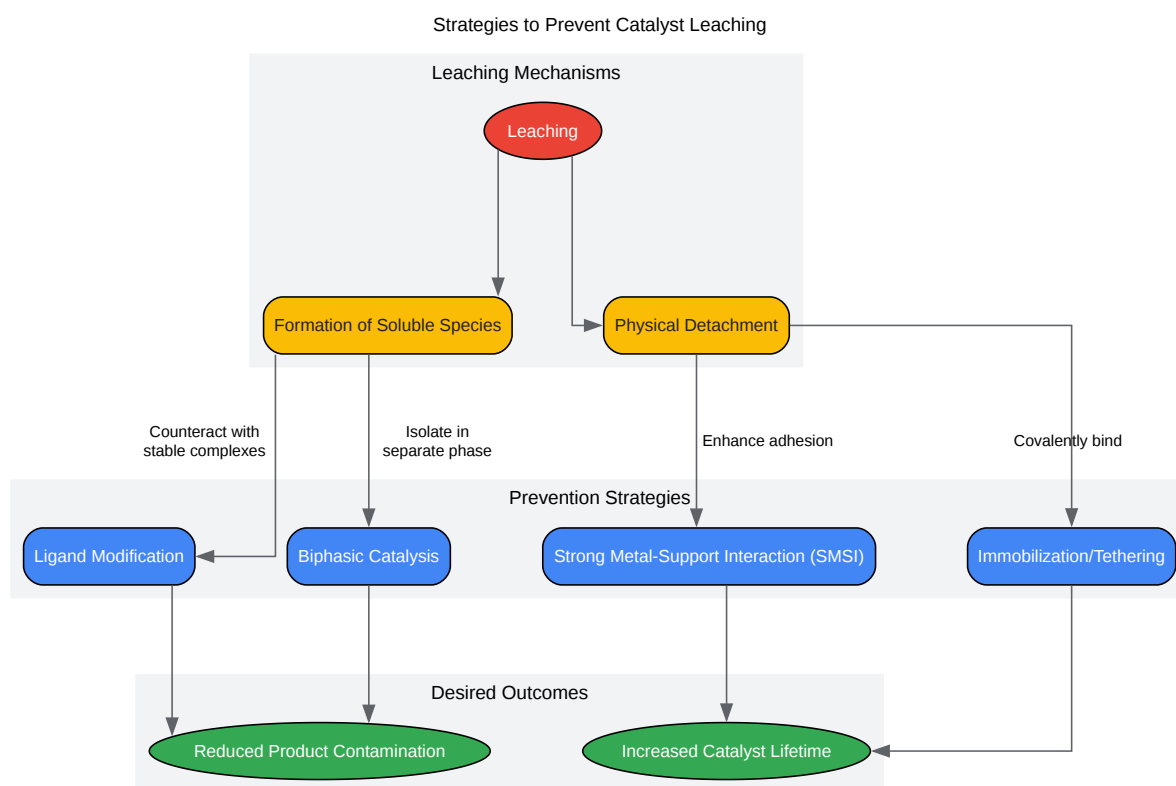 Strategies to Prevent Catalyst Leaching
Leaching Mechanisms
Leaching
Formation of Soluble Species
Physical Detachment
Counteract with
stable complexes
Isolate in
separate phase
Enhance adhesion
Covalently bind
Prevention Strategies
Ligand Modification
Biphasic Catalysis
Strong Metal-Support Interaction (SMSI)
Immobilization/Tethering
Desired Outcomes
Reduced Product Contamination
Increased Catalyst Lifetime